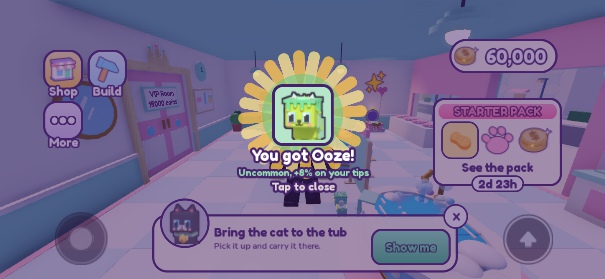 60,000
Shop
Build
VIP Room
15000 coins
More
STARTER PACK
You got Ooze!
Uncommon, +8% on your tips
Tap to close
See the pack
2d 23h
Bring the cat to the tub
Pick it up and carry it there.
Show me
x